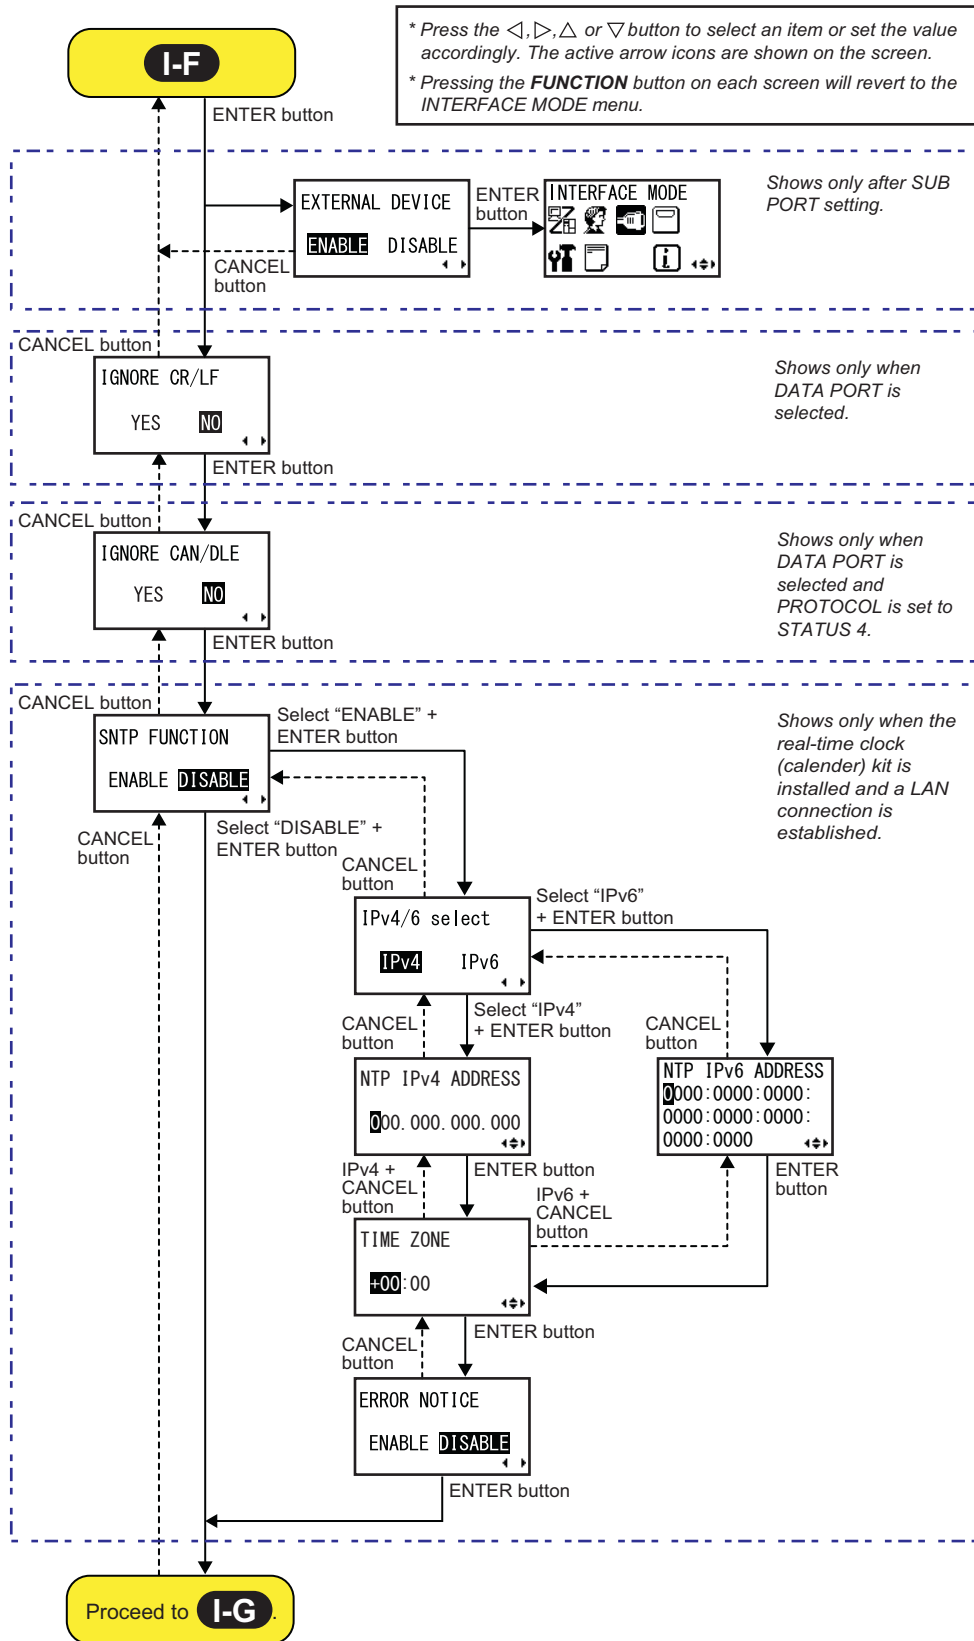 * Press the ◁, ▷, △ or ▽ button to select an item or set the value
accordingly. The active arrow icons are shown on the screen.
* Pressing the FUNCTION button on each screen will revert to the
INTERFACE MODE menu.
I-F
ENTER button
EXTERNAL DEVICE
ENABLE DISABLE
ENTER
button
INTERFACE MODE
Shows only after SUB
PORT setting.
CANCEL
button
CANCEL button
IGNORE CR/LF
YES NO
Shows only when
DATA PORT is
selected.
ENTER button
CANCEL button
IGNORE CAN/DLE
YES NO
Shows only when
DATA PORT is
selected and
PROTOCOL is set to
STATUS 4.
ENTER button
CANCEL button
SNTP FUNCTION
ENABLE DISABLE
Select “ENABLE” +
ENTER button
Shows only when the
real-time clock
(calender) kit is
installed and a LAN
connection is
established.
CANCEL
button
Select “DISABLE” +
ENTER button
CANCEL
button
IPv4/6 select
IPv4 IPv6
Select “IPv6”
+ ENTER button
CANCEL
button
Select “IPv4”
+ ENTER button
CANCEL
button
NTP IPv4 ADDRESS
000.000.000.000
NTP IPv6 ADDRESS
0000:0000:0000:
0000:0000:0000:
0000:0000
IPv4 +
CANCEL
button
ENTER button
IPv6 +
CANCEL
button
ENTER
button
TIME ZONE
+00:00
CANCEL
button
ENTER button
ERROR NOTICE
ENABLE DISABLE
ENTER button
Proceed to I-G.